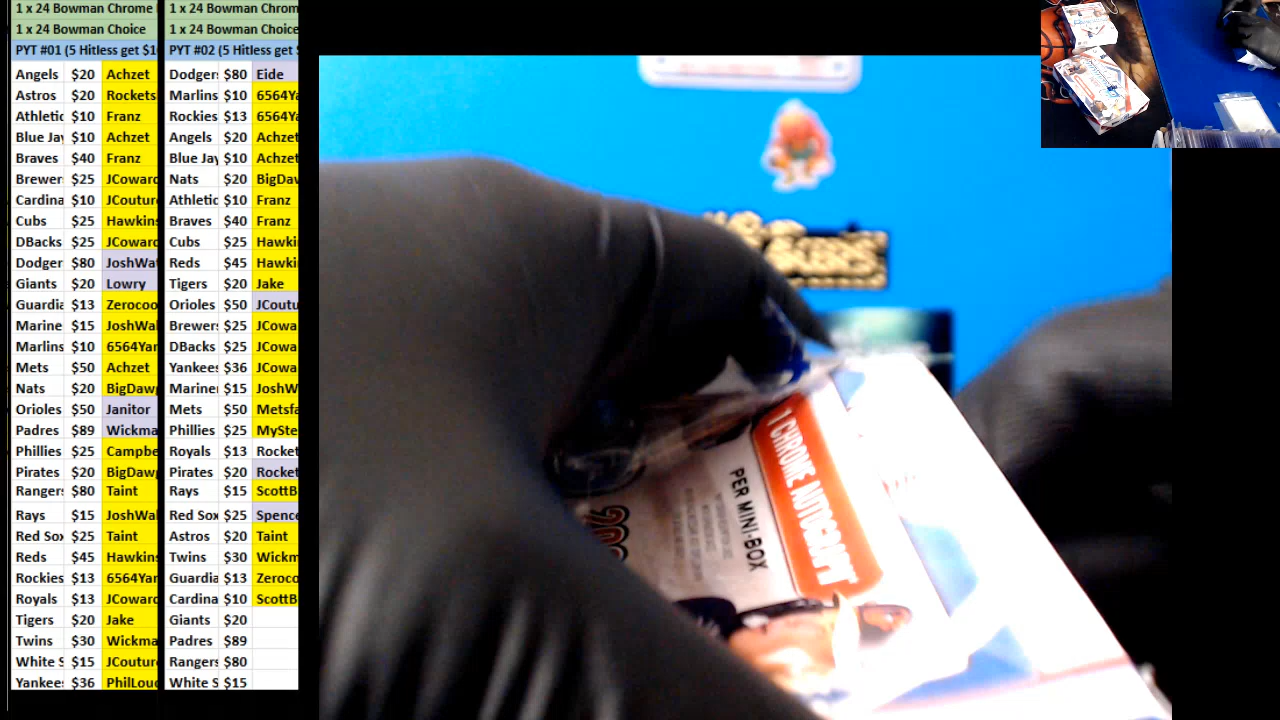 1 x 24 Bowman Chrome
1 x 24 Bowman Choice
PYT #01 (5 Hitless get $1
Angels $20 Achzet
Astros $20 Rockets
Athletic $10 Franz
Blue Jay $10 Achzet
Braves $40 Franz
Brewer $25 JCoward
Cardina $10 JCouture
Cubs $25 Hawkins
DBacks $25 JCoward
Dodger $80 JoshWal
Giants $20 Lowry
Guardia $13 Zerocoo
Marine $15 JoshWal
Marlins $10 6564Yan
Mets $50 Achzet
Nats $20 BigDawg
Orioles $50 Janitor
Padres $89 Wickma
Phillies $25 Campbe
Pirates $20 BigDawg
Rangers $80 Taint
Rays $15 JoshWal
Red Sox $25 Taint
Reds $45 Hawkins
Rockies $13 6564Yan
Royals $13 JCoward
Tigers $20 Jake
Twins $30 Wickma
White S $15 JCouture
Yankee $36 PhilLoud
1 x 24 Bowman Chrom
1 x 24 Bowman Choice
PYT #02 (5 Hitless get $
Dodgers $80 Eide
Marlins $10 6564Ya
Rockies $13 6564Ya
Angels $20 Achzet
Blue Jay $10 Achzet
Nats $20 BigDaw
Athletic $10 Franz
Braves $40 Franz
Cubs $25 Hawki
Reds $45 Hawki
Tigers $20 Jake
Orioles $50 JCoutu
Brewers $25 JCowa
DBacks $25 JCowa
Yankees $36 JCowa
Mariner $15 JoshW
Mets $50 Metsfa
Phillies $25 MySte
Royals $13 Rocket
Pirates $20 Rocket
Rays $15 ScottB
Red Sox $25 Spence
Astros $20 Taint
Twins $30 Wickm
Guardia $13 Zeroco
Cardina $10 ScottB
Giants $20
Padres $89
Rangers $80
White S $15
1 CHROME AUTOGRAPH
PER MINI-BOX